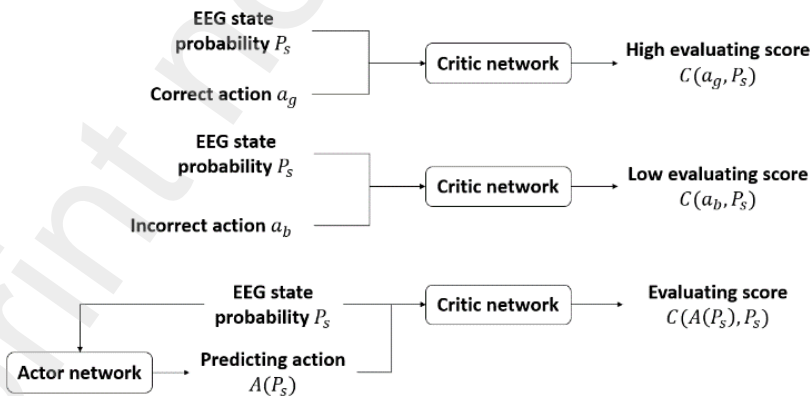 EEG state
probability P_s
Correct action a_g
Critic network
High evaluating score
C(a_g, P_s)
EEG state
probability P_s
Incorrect action a_b
Critic network
Low evaluating score
C(a_b, P_s)
EEG state
probability P_s
Actor network
Predicting action
A(P_s)
Critic network
Evaluating score
C(A(P_s), P_s)